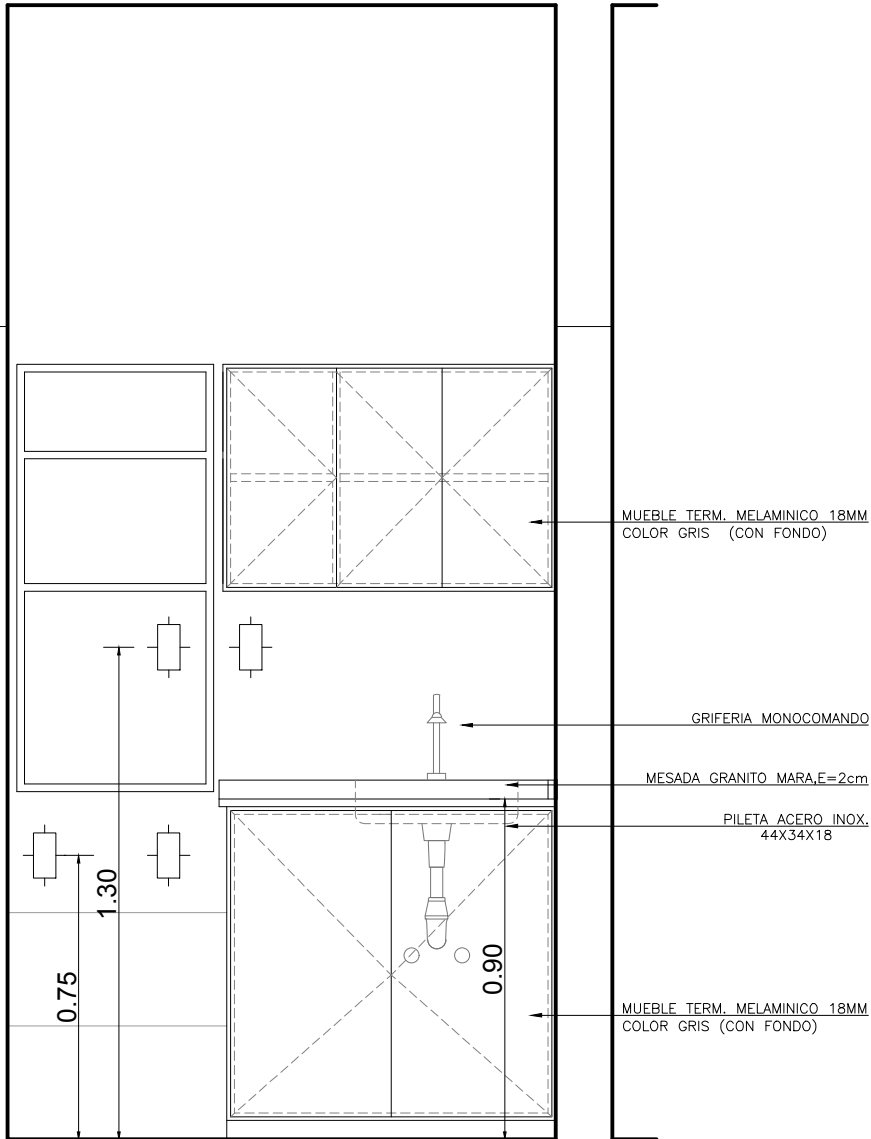 MUEBLE TERM. MELAMINICO 18MM
COLOR GRIS (CON FONDO)
GRIFERIA MONOCOMANDO
MESADA GRANITO MARA,E=2cm
PILETA ACERO INOX.
44X34X18
1.30
0.75
0.90
MUEBLE TERM. MELAMINICO 18MM
COLOR GRIS (CON FONDO)